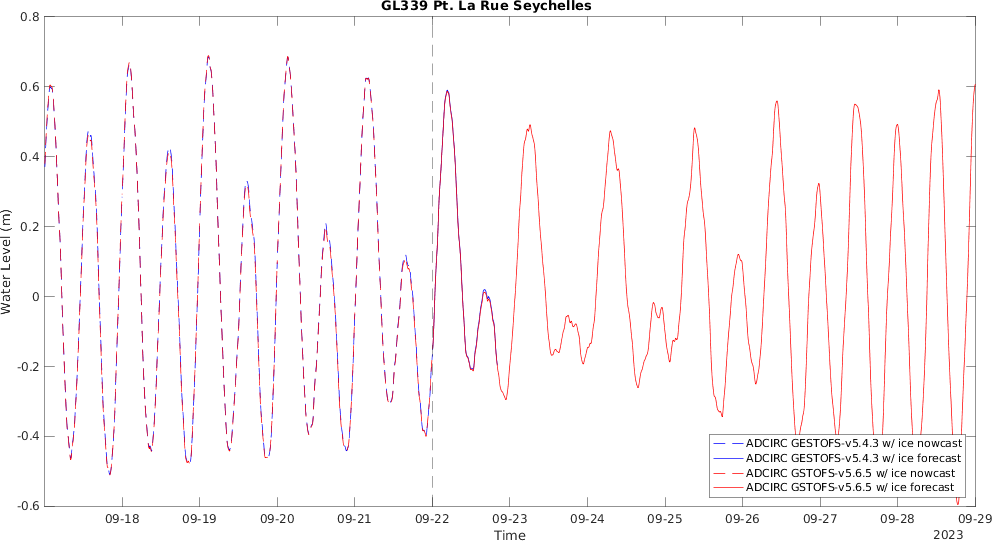 GL339 Pt. La Rue Seychelles
0.8
0.6
0.4
0.2
0
-0.2
-0.4
-0.6
Water Level (m)
ADCIRC GESTOFS-v5.4.3 w/ ice nowcast
ADCIRC GESTOFS-v5.4.3 w/ ice forecast
ADCIRC GSTOFS-v5.6.5 w/ ice nowcast
ADCIRC GSTOFS-v5.6.5 w/ ice forecast
09-18 09-19 09-20 09-21 09-22 09-23 09-24 09-25 09-26 09-27 09-28 09-29
Time
2023